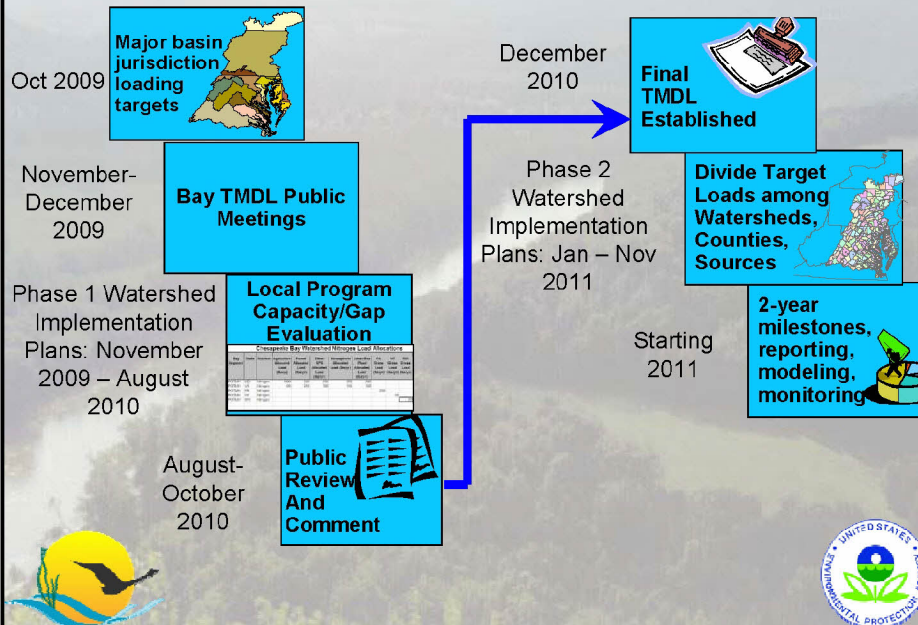 Oct 2009
Major basin
jurisdiction
loading
targets
November-
December
2009
Bay TMDL Public
Meetings
Phase 1 Watershed
Implementation
Plans: November
2009 – August
2010
Local Program
Capacity/Gap
Evaluation
Chesapeake Bay Watershed Nitrogen Load Allocations
August-
October
2010
Public
Review
And
Comment
December
2010
Final
TMDL
Established
Phase 2
Watershed
Implementation
Plans: Jan – Nov
2011
Divide Target
Loads among
Watersheds,
Counties,
Sources
Starting
2011
2-year
milestones,
reporting,
modeling,
monitoring
UNITED STATES